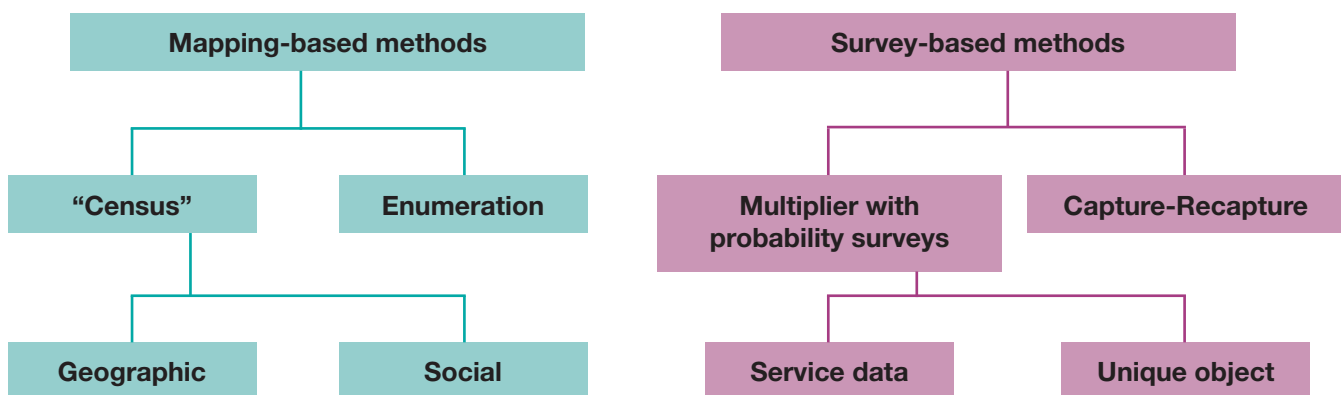 Mapping-based methods
Survey-based methods
“Census”
Enumeration
Multiplier with
probability surveys
Capture-Recapture
Geographic
Social
Service data
Unique object